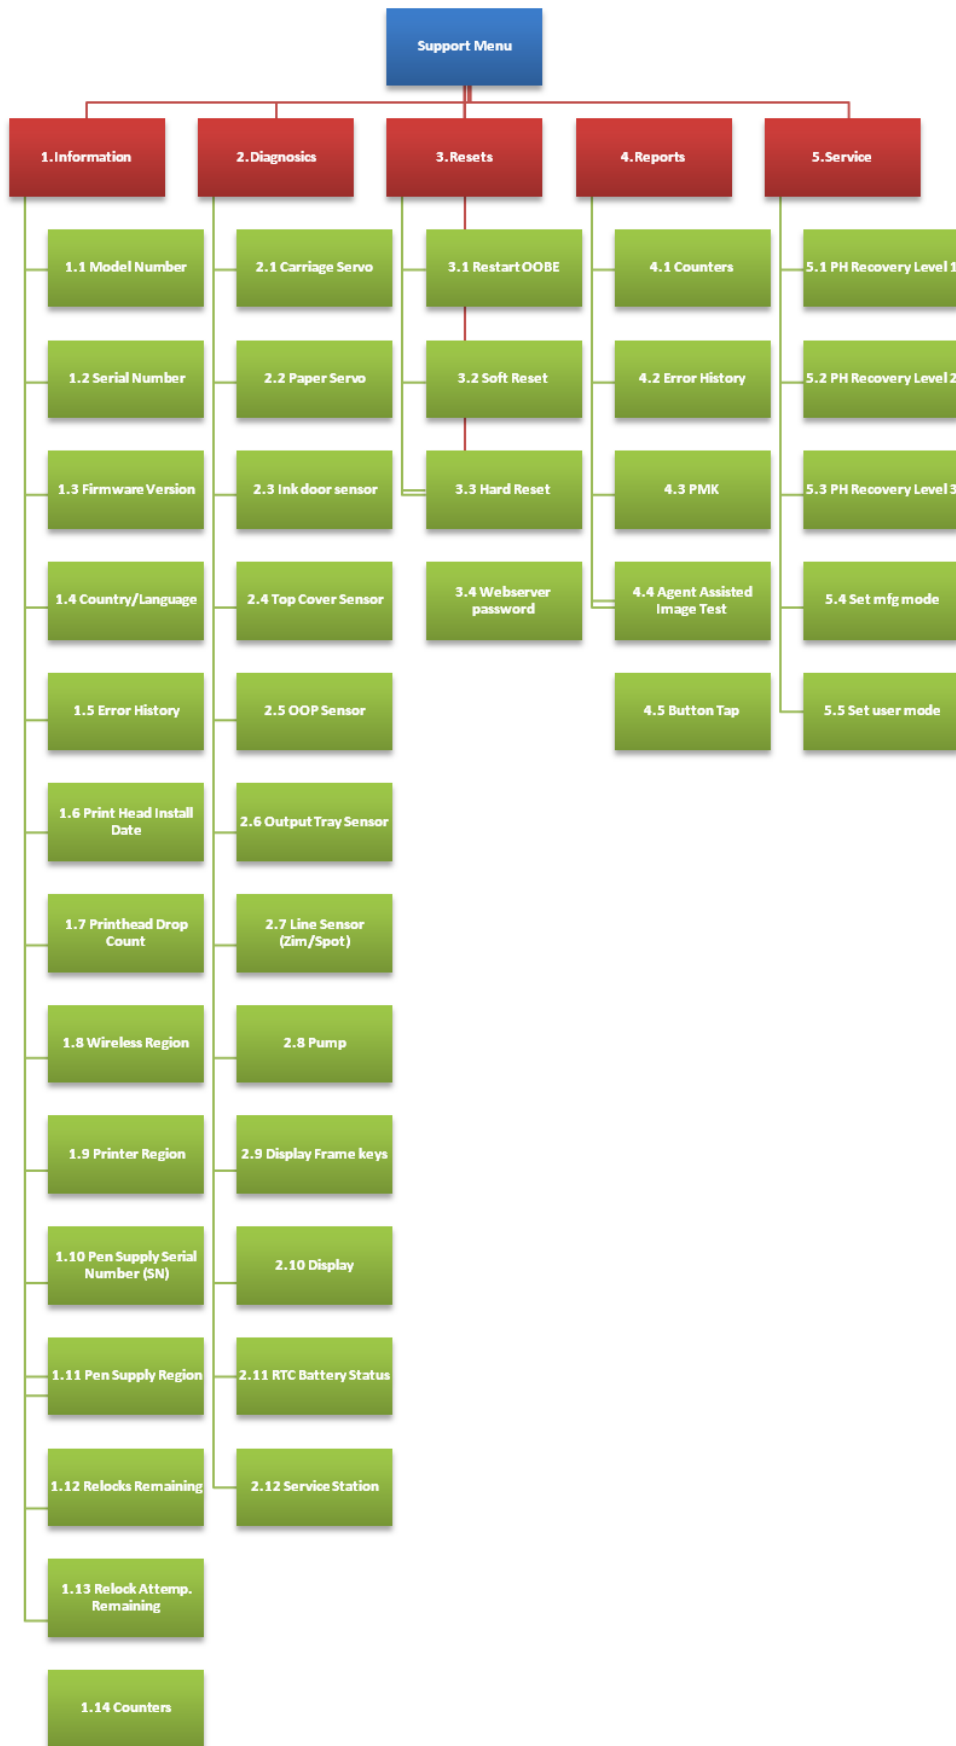 Support Menu
1.Information
2.Diagnosics
3.Resets
4.Reports
5.Service
1.1 Model Number
1.2 Serial Number
1.3 Firmware Version
1.4 Country/Language
1.5 Error History
1.6 Print Head Install
Date
1.7 Printhead Drop
Count
1.8 Wireless Region
1.9 Printer Region
1.10 Pen Supply Serial
Number (SN)
1.11 Pen Supply Region
1.12 Relocks Remaining
1.13 Relock Attemp.
Remaining
1.14 Counters
2.1 Carriage Servo
2.2 Paper Servo
2.3 Ink door sensor
2.4 Top Cover Sensor
2.5 OOP Sensor
2.6 Output Tray Sensor
2.7 Line Sensor
(Zim/Spot)
2.8 Pump
2.9 Display Frame keys
2.10 Display
2.11 RTC Battery Status
2.12 Service Station
3.1 Restart OOBE
3.2 Soft Reset
3.3 Hard Reset
3.4 Webserver
password
4.1 Counters
4.2 Error History
4.3 PMK
4.4 Agent Assisted
Image Test
4.5 Button Tap
5.1 PH Recovery Level 1
5.2 PH Recovery Level 2
5.3 PH Recovery Level 3
5.4 Set mfg mode
5.5 Set user mode